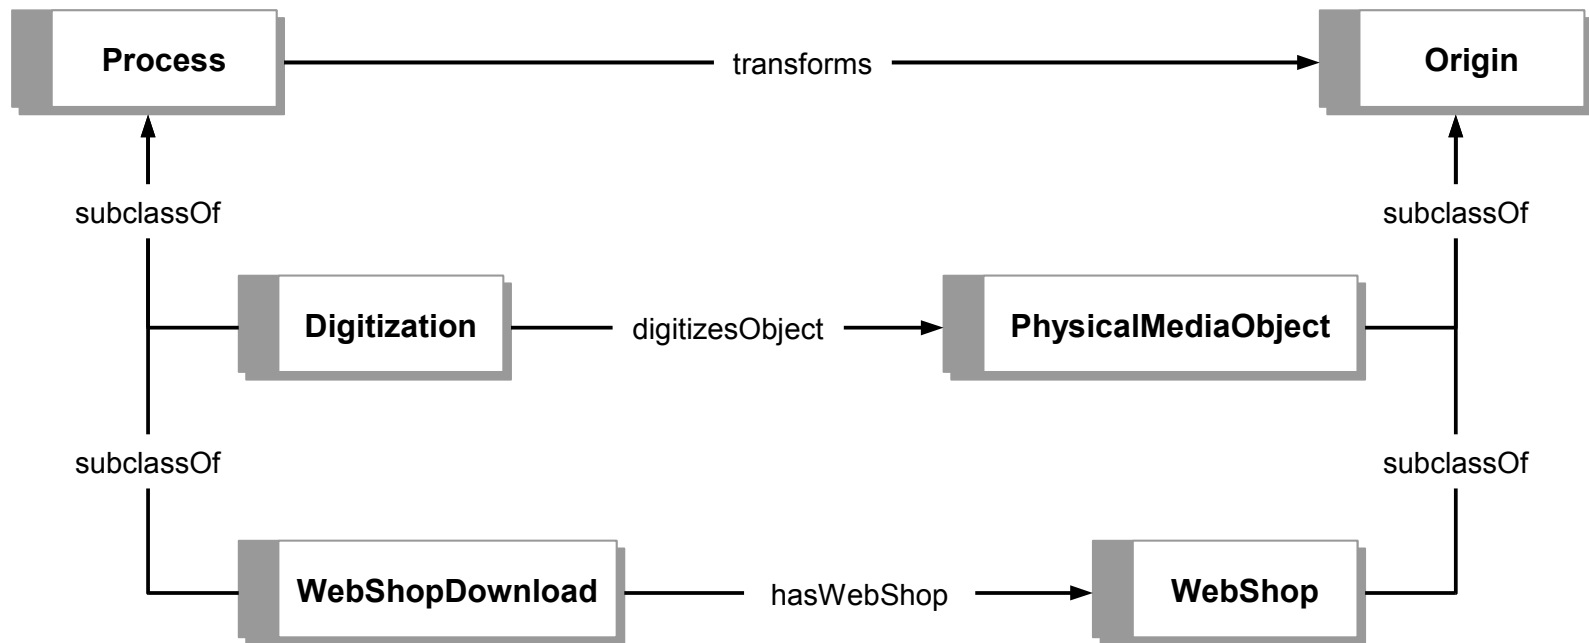 Process
transforms
Origin
subclassOf
subclassOf
Digitization
digitizesObject
PhysicalMediaObject
subclassOf
subclassOf
WebShopDownload
hasWebShop
WebShop